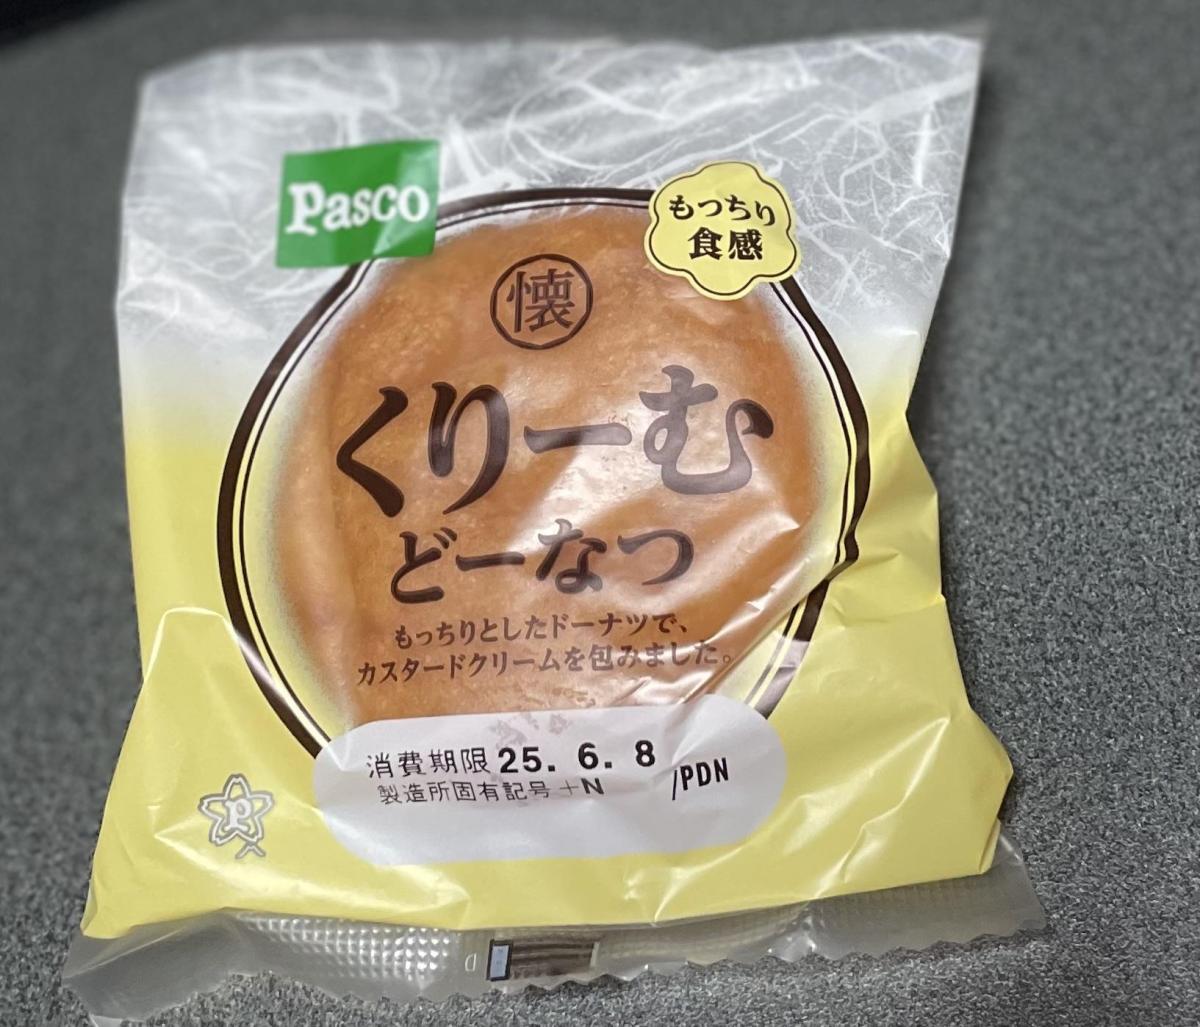 Pasco
もっちり
食感
懐
くりーむ
どーなつ
もっちりとしたドーナツで、
カスタードクリームを包みました。
消費期限 25. 6. 8
製造所固有記号 +N /PDN
P
D